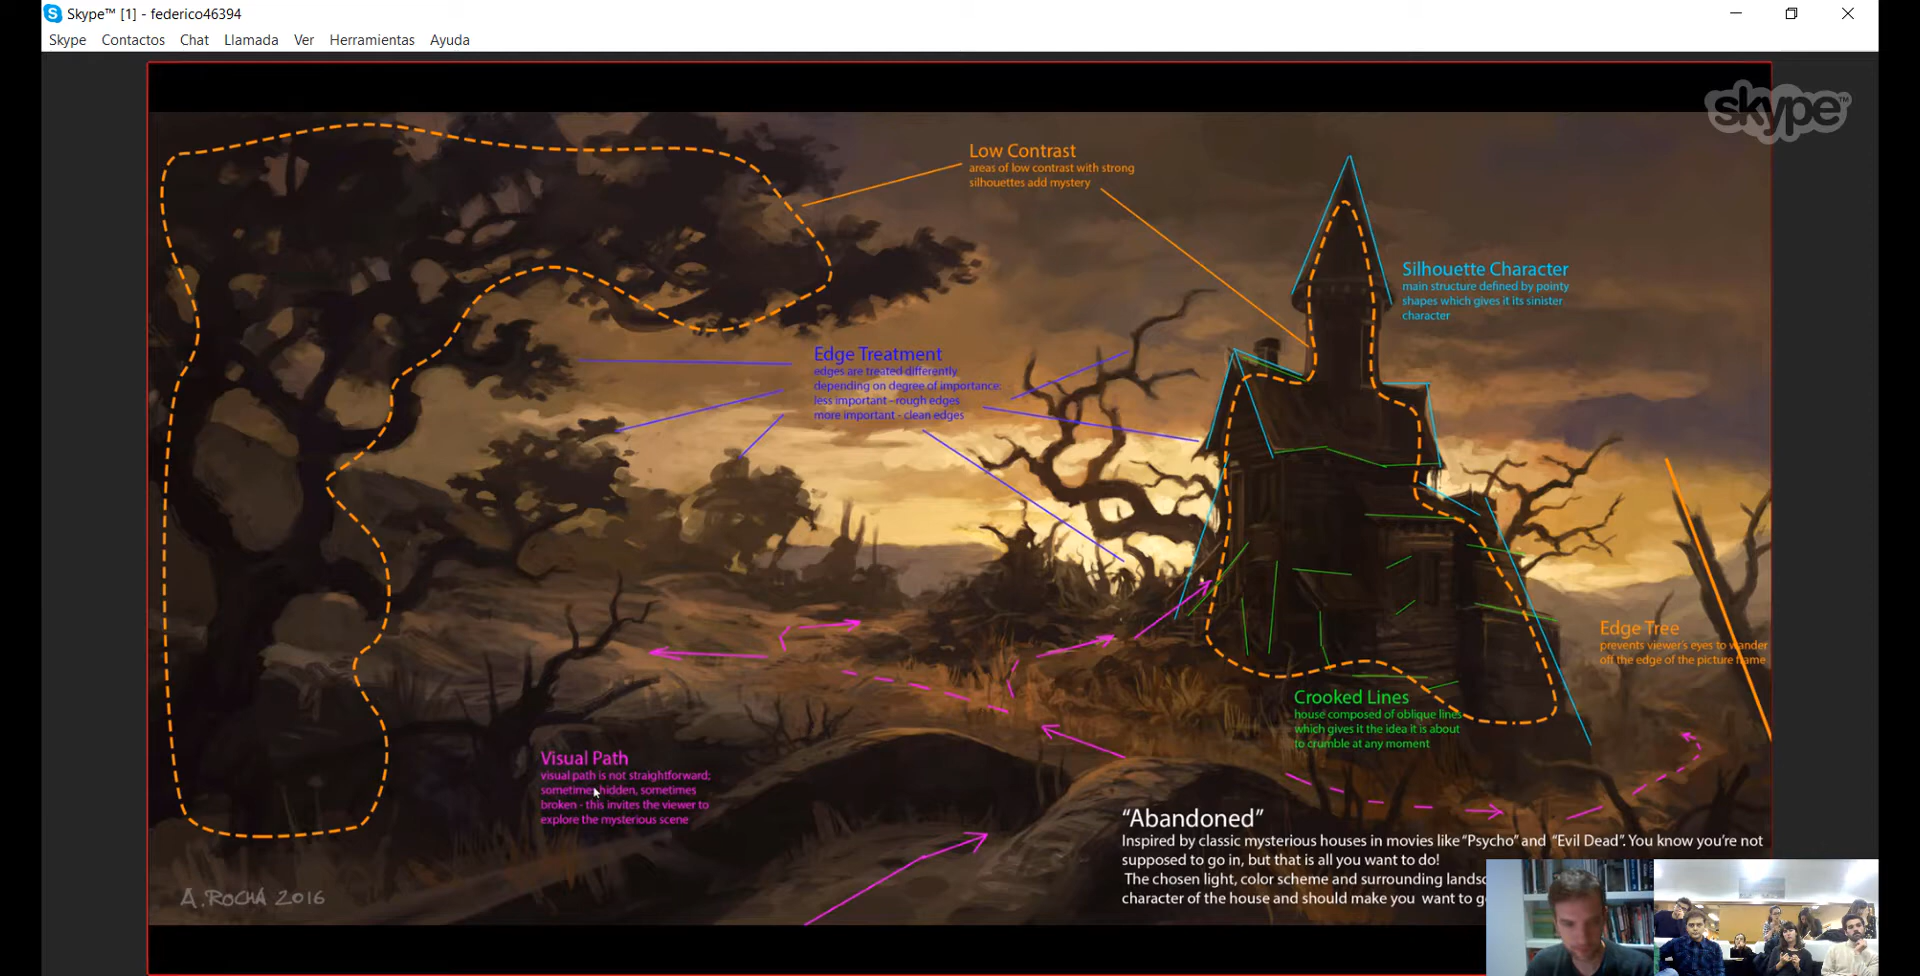 Skype™ [1] - federico46394
Skype Contactos Chat Llamada Ver Herramientas Ayuda
skype™
Low Contrast
areas of low contrast with strong
silhouettes add mystery
Silhouette Character
main structure defined by pointy
shapes which gives it its sinister
character
Edge Treatment
edges are treated differently
depending on degree of importance:
less important - rough edges
more important - clean edges
Edge Tree
prevents viewer's eyes to wander
off the edge of the picture frame
Crooked Lines
house composed of oblique lines
which gives it the idea it is about
to crumble at any moment
Visual Path
visual path is not straightforward;
sometimes hidden, sometimes
broken - this invites the viewer to
explore the mysterious scene
"Abandoned"
Inspired by classic mysterious houses in movies like "Psycho" and "Evil Dead". You know you're not
supposed to go in, but that is all you want to do!
The chosen light, color scheme and surrounding
character of the house and should make you want to
A. ROCHA 2016